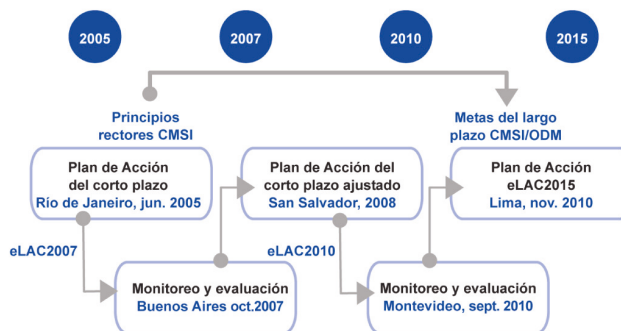 2005
2007
2010
2015
Principios
rectores CMSI
Metas del largo
plazo CMSI/ODM
Plan de Acción
del corto plazo
Río de Janeiro, jun. 2005
Plan de Acción del
corto plazo ajustado
San Salvador, 2008
Plan de Acción
eLAC2015
Lima, nov. 2010
eLAC2007
eLAC2010
Monitoreo y evaluación
Buenos Aires oct.2007
Monitoreo y evaluación
Montevideo, sept. 2010